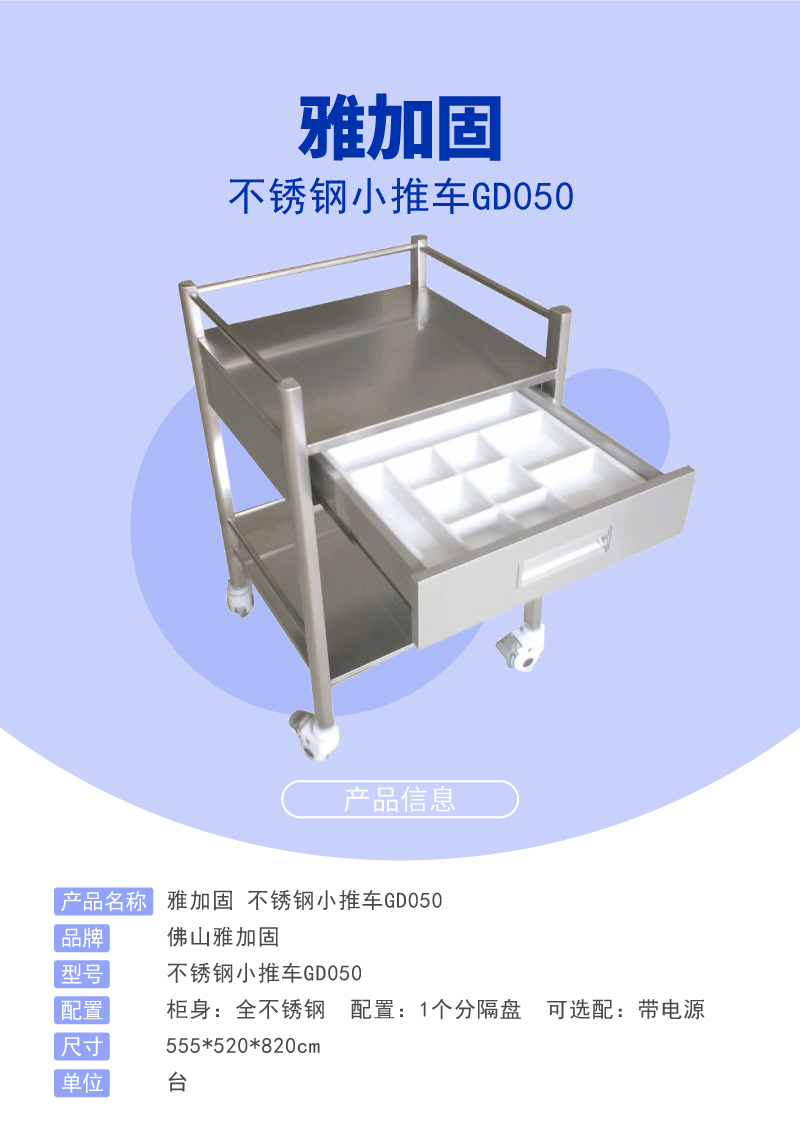 雅加固
不锈钢小推车GD050
产品信息
产品名称 雅加固 不锈钢小推车GD050
品牌 佛山雅加固
型号 不锈钢小推车GD050
配置 柜身：全不锈钢 配置：1个分隔盘 可选配：带电源
尺寸 555*520*820cm
单位 台